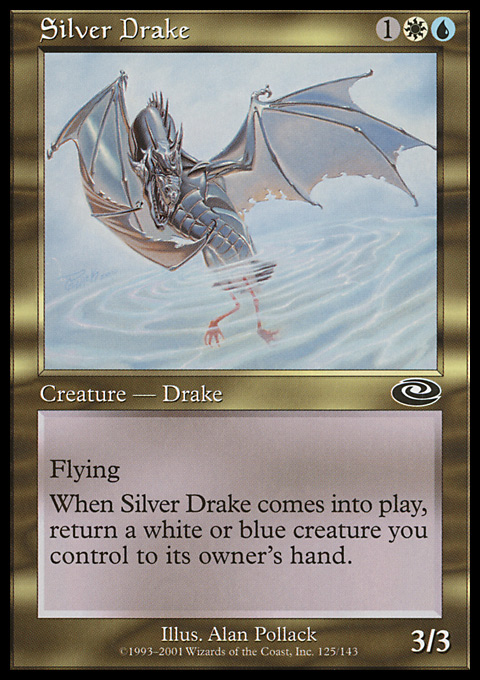 Silver Drake 1
Creature — Drake
Flying
When Silver Drake comes into play,
return a white or blue creature you
control to its owner's hand.
Illus. Alan Pollack
3/3
©1993–2001 Wizards of the Coast, Inc. 125/143